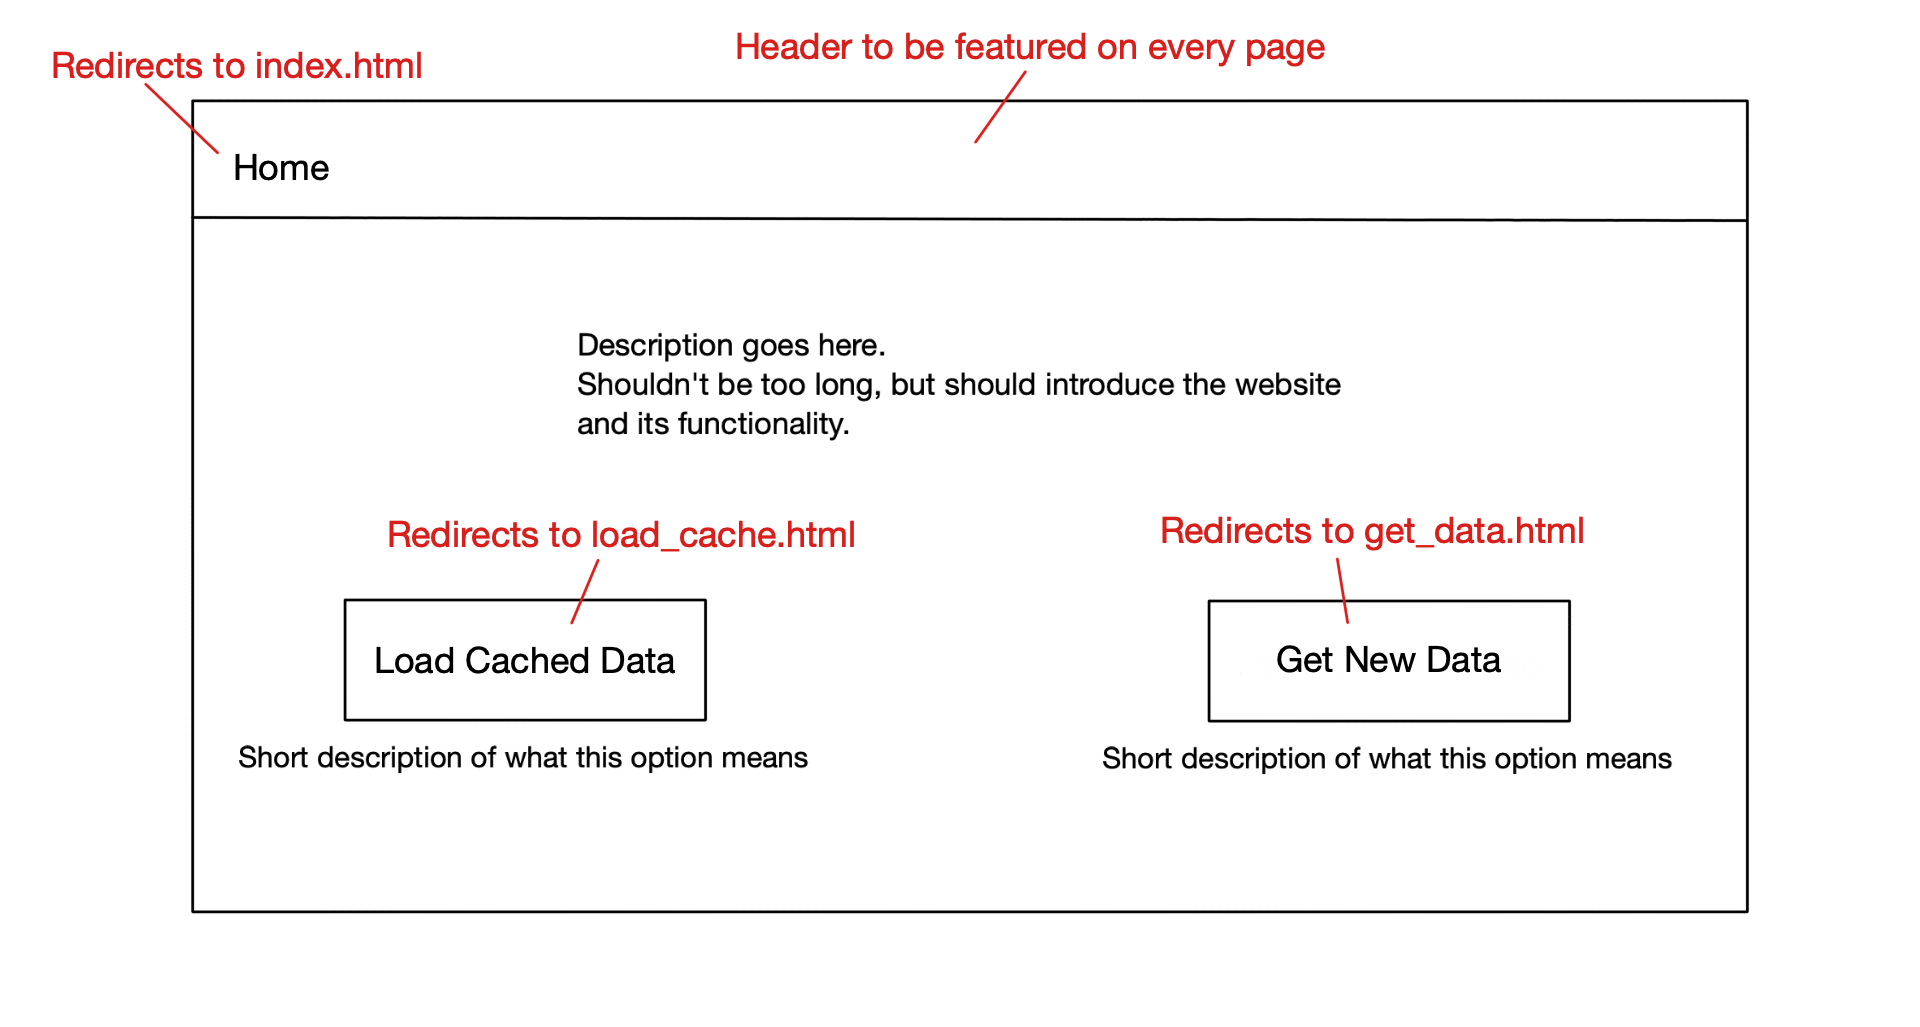 Redirects to index.html
Header to be featured on every page
Home
Description goes here.
Shouldn't be too long, but should introduce the website
and its functionality.
Redirects to load_cache.html
Redirects to get_data.html
Load Cached Data
Get New Data
Short description of what this option means
Short description of what this option means